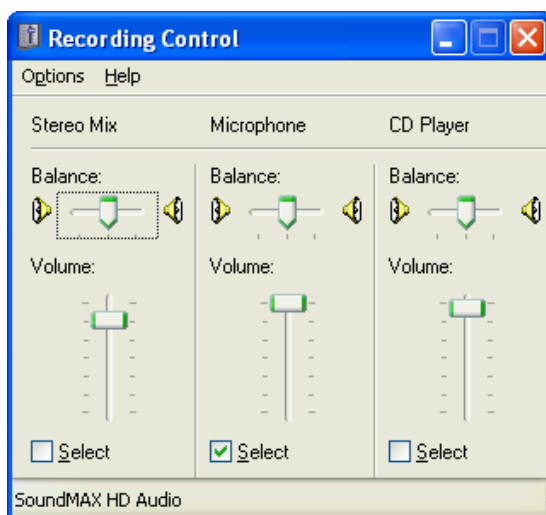 Recording Control
Options Help
Stereo Mix Microphone CD Player
Balance: Balance: Balance:
Volume: Volume: Volume:
Select Select Select
SoundMAX HD Audio